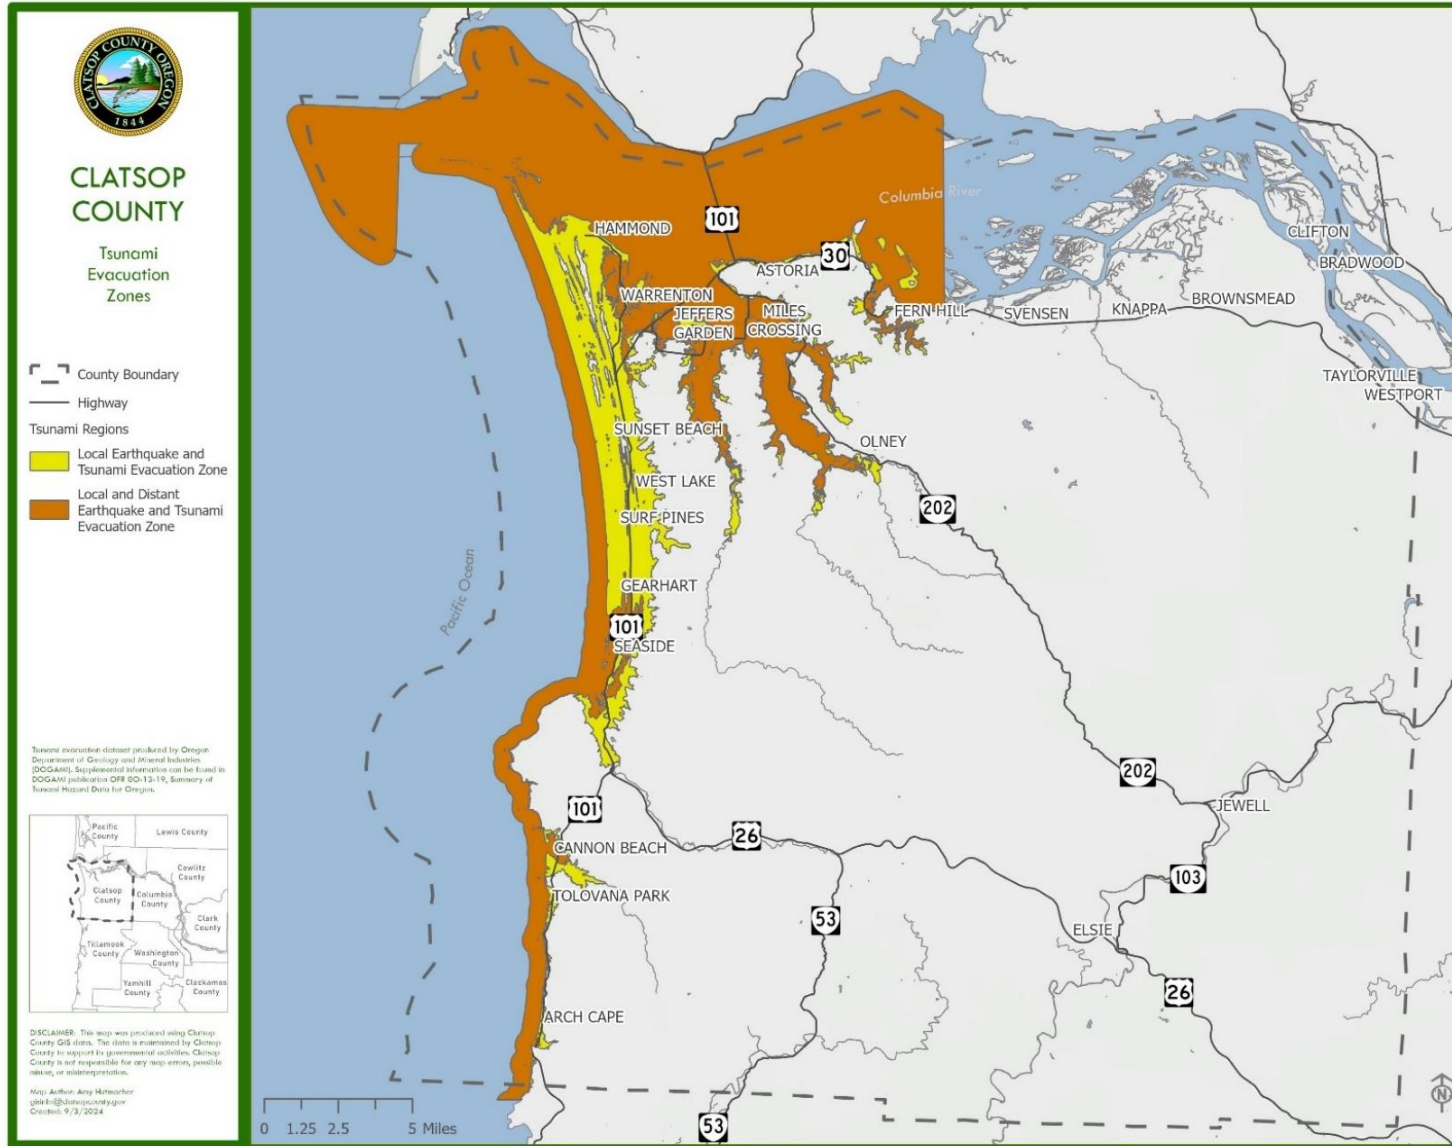 CLATSOP COUNTY OREGON
1844
CLATSOP
COUNTY
Tsunami
Evacuation
Zones
County Boundary
Highway
Tsunami Regions
Local Earthquake and
Tsunami Evacuation Zone
Local and Distant
Earthquake and Tsunami
Evacuation Zone
Tsunami evacuation dataset produced by Oregon
Department of Geology and Mineral Industries
(DOGAMI). Supplemental information can be found in
DOGAMI publication OFR 0O-13-19, Summary of
Tsunami Hazard Data for Oregon.
Pacific
County
Lewis County
Cowlitz
County
Clatsop
County
Columbia
County
Clark
County
Tillamook
County
Washington
County
Yamhill
County
Clackamas
County
DISCLAIMER: This map was produced using Clatsop
County GIS data. The data is maintained by Clatsop
County to support its governmental activities. Clatsop
County is not responsible for any map errors, possible
misuse, or misinterpretation.
Map Author: Amy Hutmacher
gisinfo@clatsopcounty.gov
Created: 9/3/2024
Columbia River
101
HAMMOND
30
ASTORIA
CLIFTON
BRADWOOD
WARRENTON
JEFFERS
GARDEN
MILES
CROSSING
FERN HILL
SVENSEN
KNAPPA
BROWNSMEAD
TAYLORVILLE
WESTPORT
SUNSET BEACH
OLNEY
WEST LAKE
202
SURF PINES
Pacific Ocean
GEARHART
101
SEASIDE
202
JEWELL
101
26
CANNON BEACH
103
TOLOVANA PARK
53
ELSIE
26
ARCH CAPE
53
N
0 1.25 2.5 5 Miles